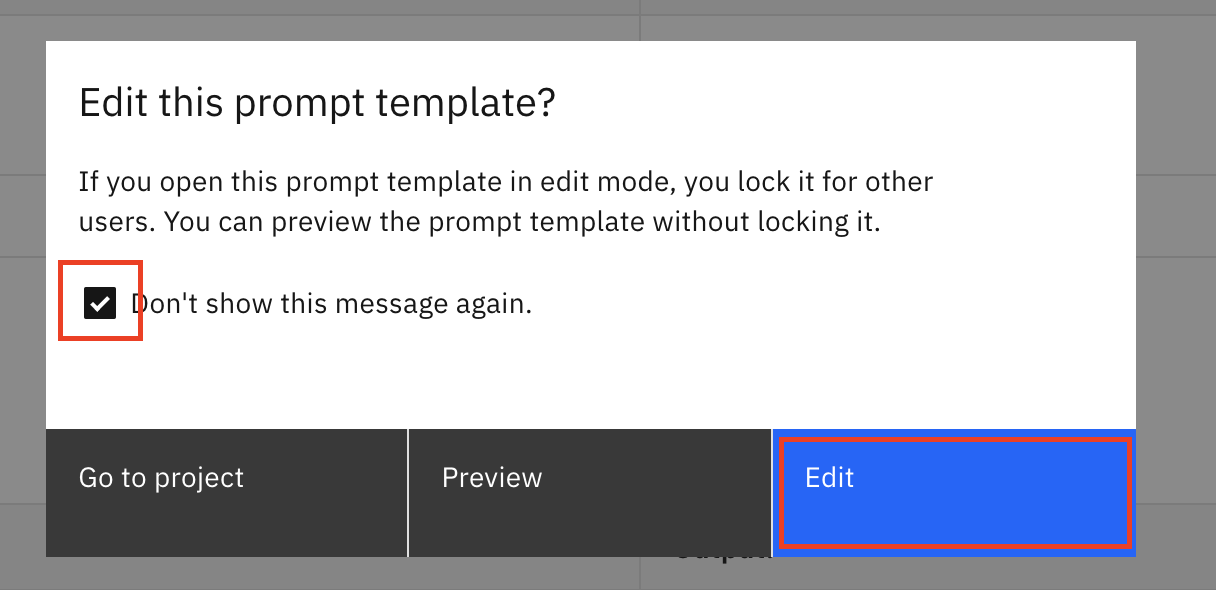 Edit this prompt template?
If you open this prompt template in edit mode, you lock it for other
users. You can preview the prompt template without locking it.
Don't show this message again.
Go to project
Preview
Edit